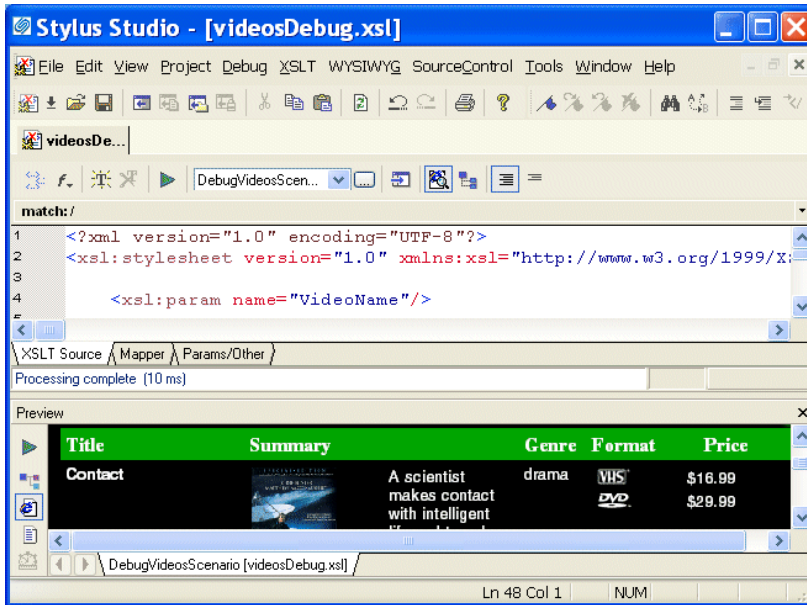 Stylus Studio - [videosDebug.xsl]
File Edit View Project Debug XSLT WYSIWYG SourceControl Tools Window Help
videosDe...
DebugVideosScen...
match:/
1 <?xml version="1.0" encoding="UTF-8"?>
2 <xsl:stylesheet version="1.0" xmlns:xsl="http://www.w3.org/1999/X
3
4 <xsl:param name="VideoName"/>
XSLT Source Mapper Params/Other
Processing complete (10 ms)
Preview
Title Summary Genre Format Price
Contact A scientist drama VHS $16.99
makes contact DVD $29.99
with intelligent
DebugVideosScenario [videosDebug.xsl]
Ln 48 Col 1 NUM